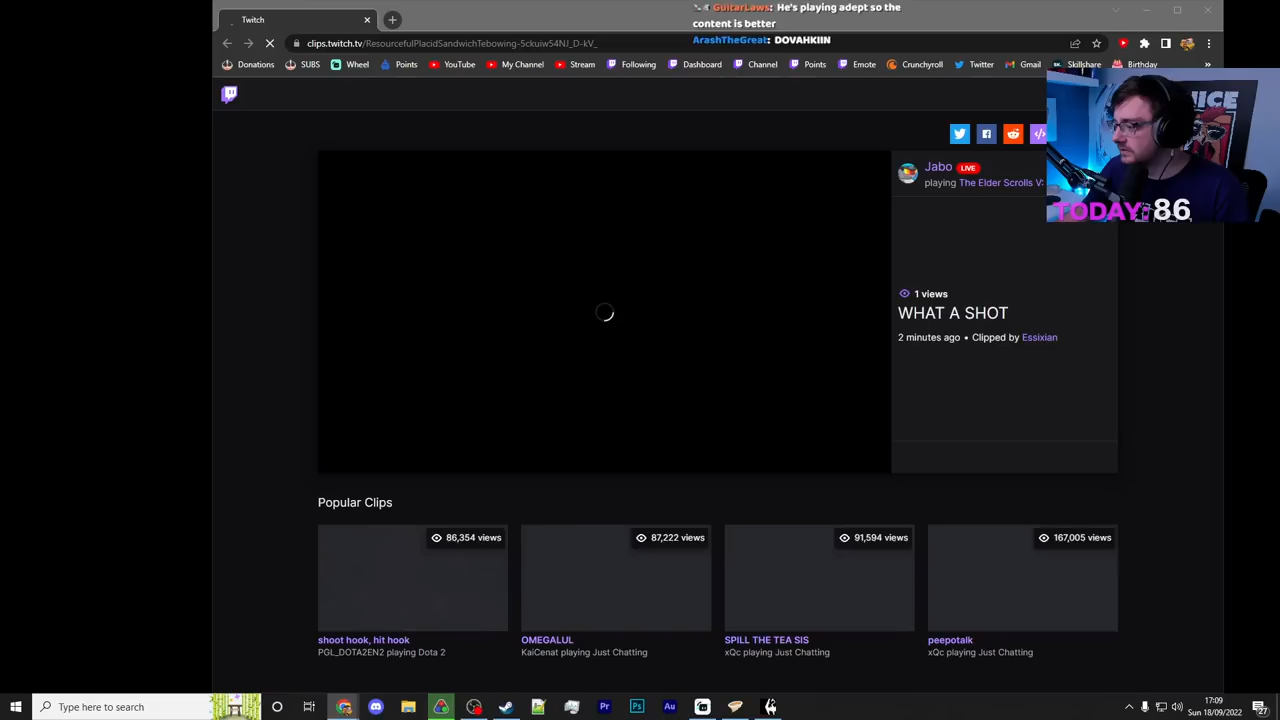 Twitch
GuitarLaws: He's playing adept so the
content is better
ArashTheGreat: DOVAHKIIN
clips.twitch.tv/ResourcefulPlacidSandwichTebowing-5ckuiw54NJ_D-kV_
Donations SUBS Wheel Points YouTube My Channel Stream Following Dashboard Channel Points Emote Crunchyroll Twitter Gmail Skillshare Birthday »
NICE
TODAY: 86
Jabo LIVE
playing The Elder Scrolls V:
1 views
WHAT A SHOT
2 minutes ago • Clipped by Essixian
Popular Clips
86,354 views 87,222 views 91,594 views 167,005 views
shoot hook, hit hook OMEGALUL SPILL THE TEA SIS peepotalk
PGL_DOTA2EN2 playing Dota 2 KaiCenat playing Just Chatting xQc playing Just Chatting xQc playing Just Chatting
Type here to search
Pr Ps Au
17:09
Sun 18/09/2022
27